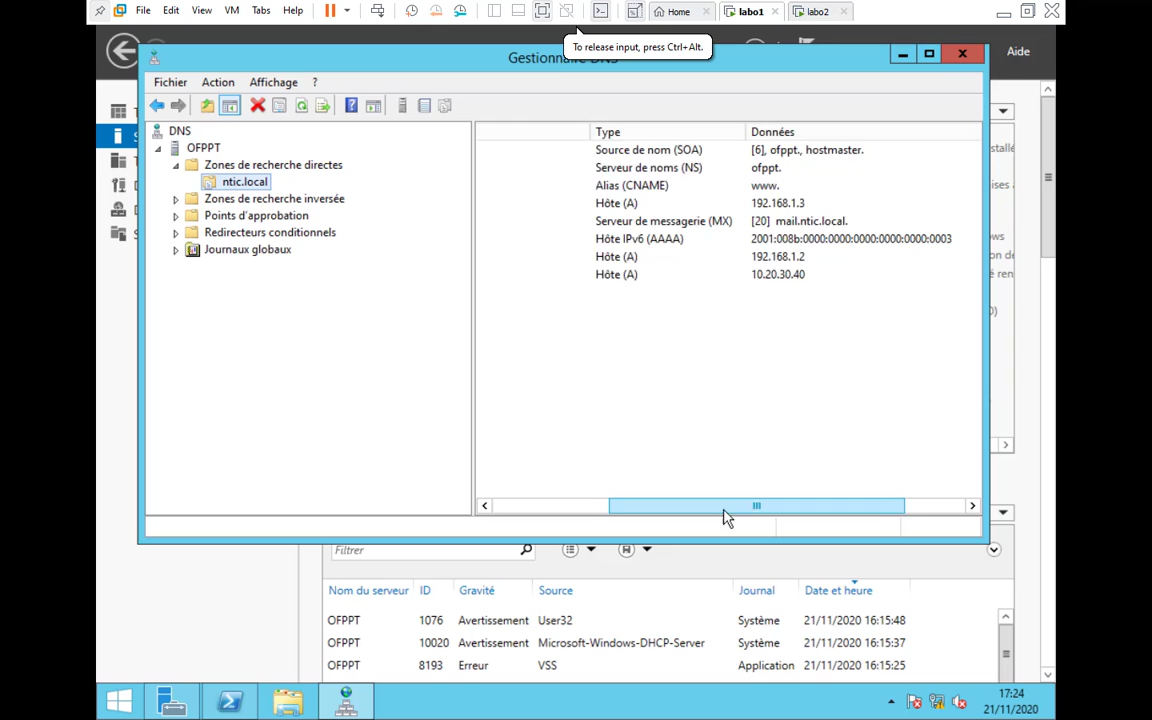 File Edit View VM Tabs Help
Home
labo1
labo2
To release input, press Ctrl+Alt.
Aide
Gestionnaire DNS
Fichier Action Affichage ?
DNS
OFPPT
Zones de recherche directes
ntic.local
Zones de recherche inversée
Points d'approbation
Redirecteurs conditionnels
Journaux globaux
Type Données
Source de nom (SOA) [6], ofppt., hostmaster.
Serveur de noms (NS) ofppt.
Alias (CNAME) www.
Hôte (A) 192.168.1.3
Serveur de messagerie (MX) [20] mail.ntic.local.
Hôte IPv6 (AAAA) 2001:008b:0000:0000:0000:0000:0000:0003
Hôte (A) 192.168.1.2
Hôte (A) 10.20.30.40
Filtrer
Nom du serveur ID Gravité Source Journal Date et heure
OFPPT 1076 Avertissement User32 Système 21/11/2020 16:15:48
OFPPT 10020 Avertissement Microsoft-Windows-DHCP-Server Système 21/11/2020 16:15:37
OFPPT 8193 Erreur VSS Application 21/11/2020 16:15:25
17:24
21/11/2020